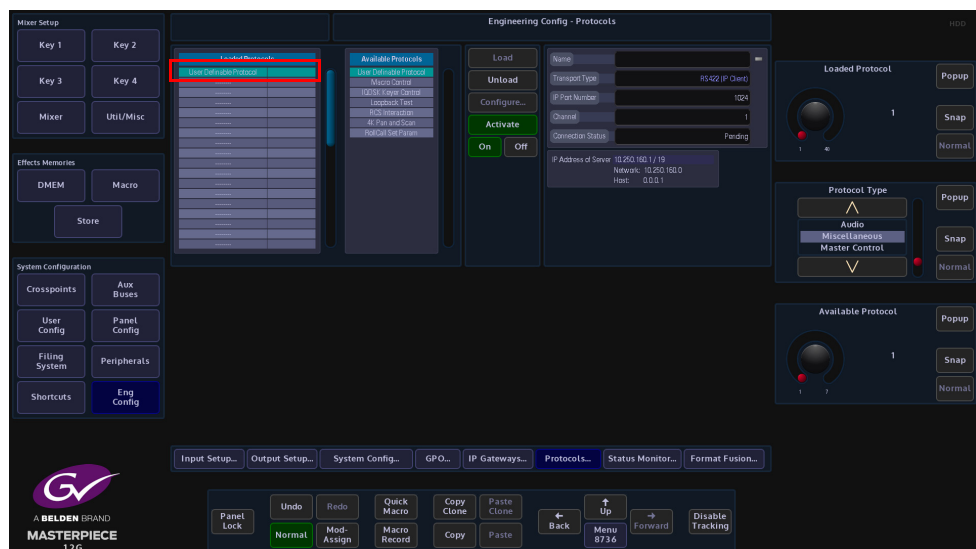 Mixer Setup
Key 1
Key 2
Key 3
Key 4
Mixer
Util/Misc
Effects Memories
DMEM
Macro
Store
System Configuration
Crosspoints
Aux
Buses
User
Config
Panel
Config
Filing
System
Peripherals
Shortcuts
Eng
Config
A BELDEN BRAND
MASTERPIECE
12G
Engineering Config - Protocols
HDD
Loaded Protocols
User Definable Protocol
Available Protocols
User Definable Protocol
Macro Control
IQDSK Keyer Control
Loopback Test
RCS Interaction
4K Pan and Scan
RollCall Set Param
Load
Unload
Configure...
Activate
On
Off
Name
Transport Type
RS422 (IP Client)
IP Port Number
1024
Channel
1
Connection Status
Pending
IP Address of Server 10.250.160.1 / 19
Network: 10.250.160.0
Host: 0.0.0.1
Loaded Protocol
1
1
40
Popup
Snap
Normal
Protocol Type
Audio
Miscellaneous
Master Control
Popup
Snap
Normal
Available Protocol
1
1
7
Popup
Snap
Normal
Input Setup...
Output Setup...
System Config...
GPO...
IP Gateways...
Protocols...
Status Monitor...
Format Fusion...
Panel
Lock
Undo
Redo
Quick
Macro
Copy
Clone
Paste
Clone
Normal
Mod-
Assign
Macro
Record
Copy
Paste
←
Back
↑
Up
Menu
8736
→
Forward
Disable
Tracking